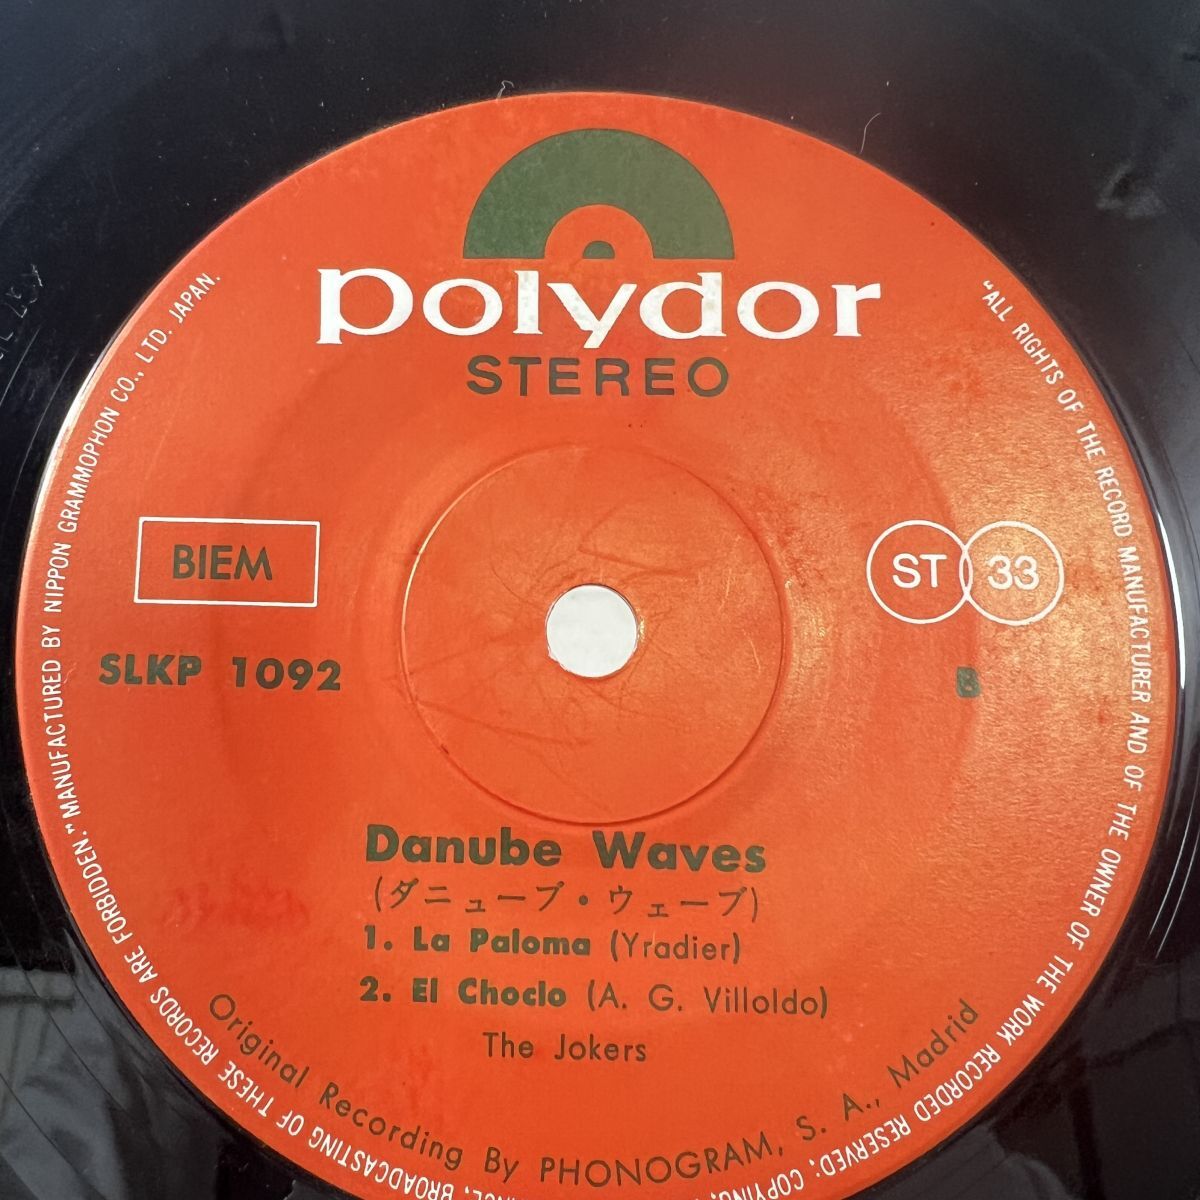 polydor
STEREO
BIEM
ST 33
SLKP 1092
B
Danube Waves
(ダニューブ・ウェーブ)
1. La Paloma (Yradier)
2. El Choclo (A. G. Villoldo)
The Jokers
Original Recording By PHONOGRAM, S. A., Madrid
"ALL RIGHTS OF THE RECORD MANUFACTURER AND OF THE OWNER OF THE WORK RECORDED RESERVED; COPYING, BROADCASTING OF THESE RECORDS ARE FORBIDDEN." MANUFACTURED BY NIPPON GRAMMOPHON CO., LTD. JAPAN.